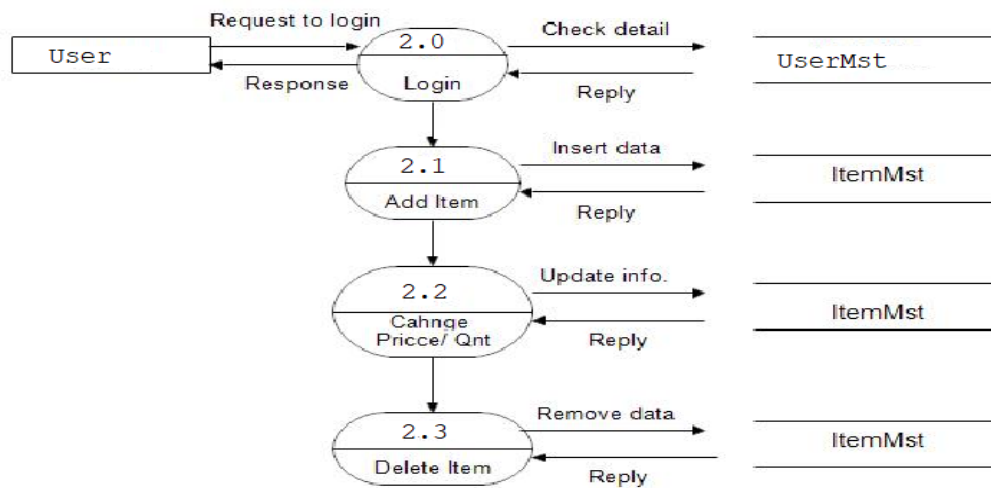 Request to login
User
2.0
Login
Check detail
UserMst
Response
Reply
2.1
Add Item
Insert data
ItemMst
Reply
2.2
Cahnge
Pricce/ Qnt
Update info.
ItemMst
Reply
2.3
Delete Item
Remove data
ItemMst
Reply